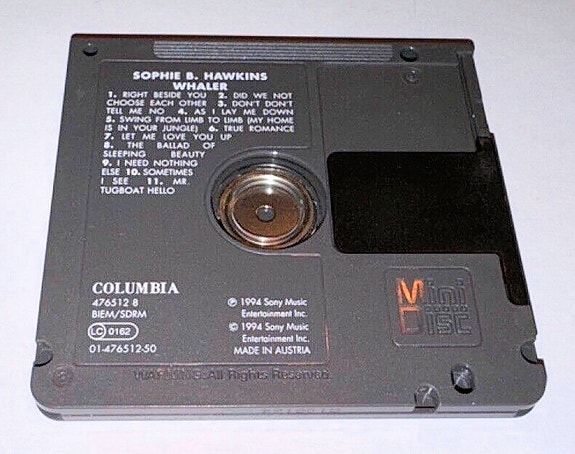 SOPHIE B. HAWKINS
WHALER
1. RIGHT BESIDE YOU 2. DID WE NOT
CHOOSE EACH OTHER 3. DON'T DON'T
TELL ME NO 4. AS I LAY ME DOWN
5. SWING FROM LIMB TO LIMB (MY HOME
IS IN YOUR JUNGLE) 6. TRUE ROMANCE
7. LET ME LOVE YOU UP
8. THE BALLAD OF
SLEEPING BEAUTY
9. I NEED NOTHING
ELSE 10. SOMETIMES
I SEE 11. MR.
TUGBOAT HELLO
COLUMBIA
476512 8
BIEM/SDRM
LC 0162
01-476512-50
℗ 1994 Sony Music
Entertainment Inc.
© 1994 Sony Music
Entertainment Inc.
MADE IN AUSTRIA
Mini
Disc
WARNING: All Rights Reserved.